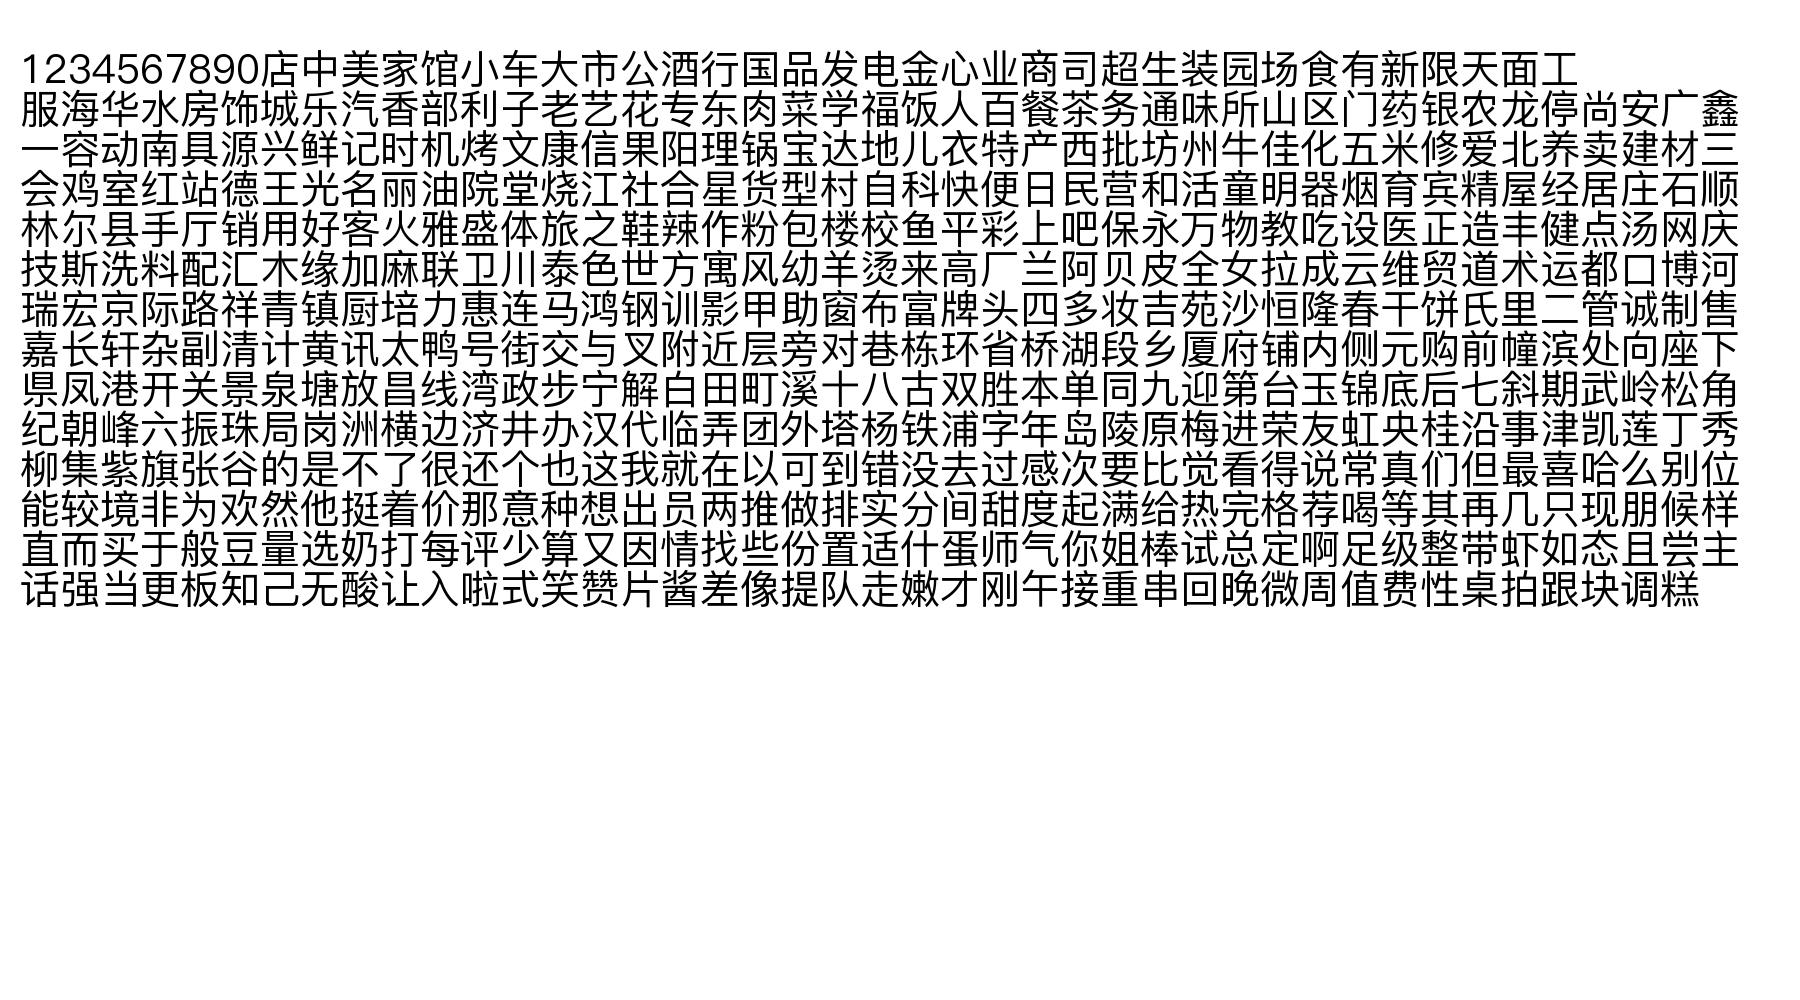 1234567890店中美家馆小车大市公酒行国品发电金心业商司超生装园场食有新限天面工
服海华水房饰城乐汽香部利子老艺花专东肉菜学福饭人百餐茶务通味所山区门药银农龙停尚安广鑫
一容动南具源兴鲜记时机烤文康信果阳理锅宝达地儿衣特产西批坊州牛佳化五米修爱北养卖建材三
会鸡室红站德王光名丽油院堂烧江社合星货型村自科快便日民营和活童明器烟育宾精屋经居庄石顺
林尔县手厅销用好客火雅盛体旅之鞋辣作粉包楼校鱼平彩上吧保永万物教吃设医正造丰健点汤网庆
技斯洗料配汇木缘加麻联卫川泰色世方寓风幼羊烫来高厂兰阿贝皮全女拉成云维贸道术运都口博河
瑞宏京际路祥青镇厨培力惠连马鸿钢训影甲助窗布富牌头四多妆吉苑沙恒隆春干饼氏里二管诚制售
嘉长轩杂副清计黄讯太鸭号街交与叉附近层旁对巷栋环省桥湖段乡厦府铺内侧元购前幢滨处向座下
県凤港开关景泉塘放昌线湾政步宁解白田町溪十八古双胜本单同九迎第台玉锦底后七斜期武岭松角
纪朝峰六振珠局岗洲横边济井办汉代临弄团外塔杨铁浦字年岛陵原梅进荣友虹央桂沿事津凯莲丁秀
柳集紫旗张谷的是不了很还个也这我就在以可到错没去过感次要比觉看得说常真们但最喜哈么别位
能较境非为欢然他挺着价那意种想出员两推做排实分间甜度起满给热完格荐喝等其再几只现朋候样
直而买于般豆量选奶打每评少算又因情找些份置适什蛋师气你姐棒试总定啊足级整带虾如态且尝主
话强当更板知己无酸让入啦式笑赞片酱差像提队走嫩才刚午接重串回晚微周值费性桌拍跟块调糕